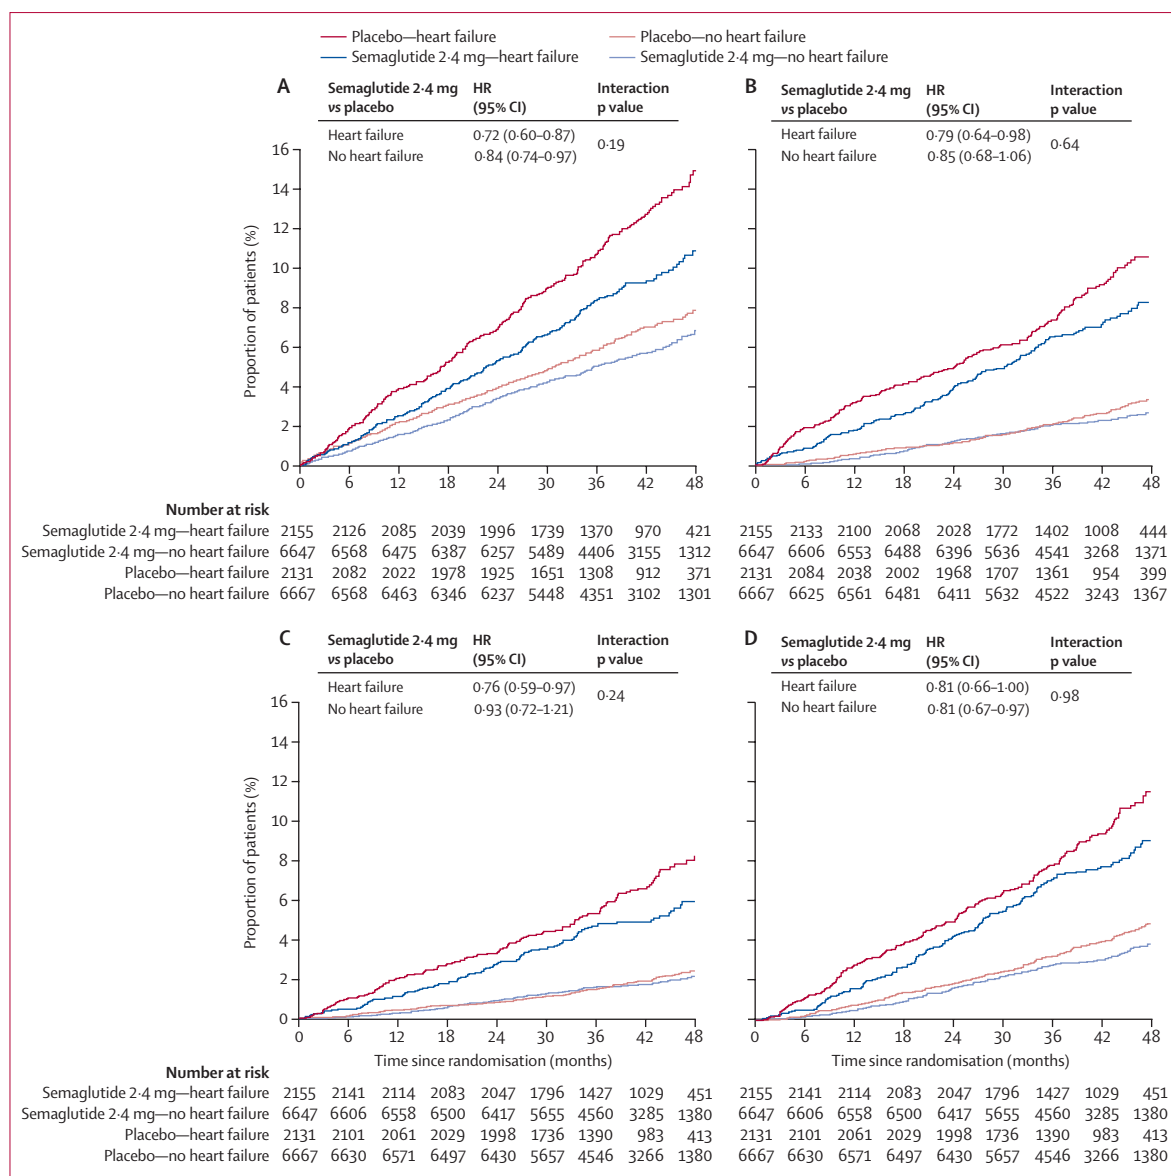 Placebo—heart failure Placebo—no heart failure
Semaglutide 2·4 mg—heart failure Semaglutide 2·4 mg—no heart failure
A Semaglutide 2·4 mg HR Interaction
vs placebo (95% CI) p value
Heart failure 0·72 (0·60–0·87)
0·19
No heart failure 0·84 (0·74–0·97)
16
14
12
10
8
6
4
2
0
Proportion of patients (%)
0 6 12 18 24 30 36 42 48
B Semaglutide 2·4 mg HR Interaction
vs placebo (95% CI) p value
Heart failure 0·79 (0·64–0·98)
0·64
No heart failure 0·85 (0·68–1·06)
0 6 12 18 24 30 36 42 48
Number at risk
Semaglutide 2·4 mg—heart failure 2155 2126 2085 2039 1996 1739 1370 970 421 2155 2133 2100 2068 2028 1772 1402 1008 444
Semaglutide 2·4 mg—no heart failure 6647 6568 6475 6387 6257 5489 4406 3155 1312 6647 6606 6553 6488 6396 5636 4541 3268 1371
Placebo—heart failure 2131 2082 2022 1978 1925 1651 1308 912 371 2131 2084 2038 2002 1968 1707 1361 954 399
Placebo—no heart failure 6667 6568 6463 6346 6237 5448 4351 3102 1301 6667 6625 6561 6481 6411 5632 4522 3243 1367
C Semaglutide 2·4 mg HR Interaction
vs placebo (95% CI) p value
Heart failure 0·76 (0·59–0·97)
0·24
No heart failure 0·93 (0·72–1·21)
16
14
12
10
8
6
4
2
0
Proportion of patients (%)
0 6 12 18 24 30 36 42 48
Time since randomisation (months)
D Semaglutide 2·4 mg HR Interaction
vs placebo (95% CI) p value
Heart failure 0·81 (0·66–1·00)
0·98
No heart failure 0·81 (0·67–0·97)
0 6 12 18 24 30 36 42 48
Time since randomisation (months)
Number at risk
Semaglutide 2·4 mg—heart failure 2155 2141 2114 2083 2047 1796 1427 1029 451 2155 2141 2114 2083 2047 1796 1427 1029 451
Semaglutide 2·4 mg—no heart failure 6647 6606 6558 6500 6417 5655 4560 3285 1380 6647 6606 6558 6500 6417 5657 4560 3285 1380
Placebo—heart failure 2131 2101 2061 2029 1998 1736 1390 983 413 2131 2101 2061 2029 1998 1736 1390 983 413
Placebo—no heart failure 6667 6630 6571 6497 6430 5657 4546 3266 1380 6667 6630 6571 6497 6430 5657 4546 3266 1380